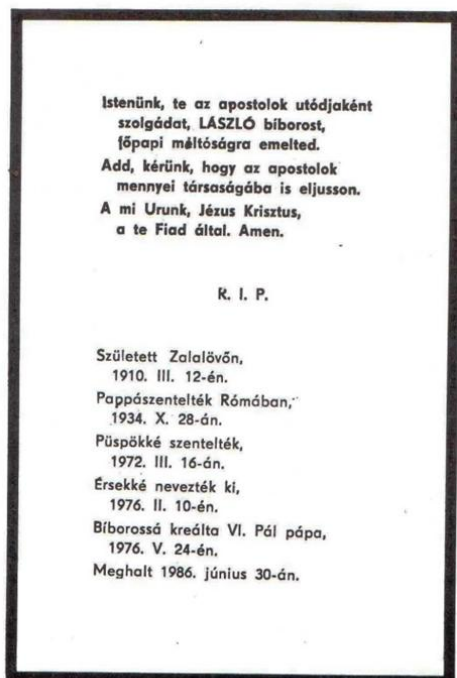 Istenünk, te az apostolok utódjaként
szolgádat, LÁSZLÓ bíborost,
főpapi méltóságra emelted.
Add, kérünk, hogy az apostolok
mennyei társaságába is eljusson.
A mi Urunk, Jézus Krisztus,
a te Fiad által. Amen.
R. I. P.
Született Zalalövőn,
1910. III. 12-én.
Pappászentelték Rómában,
1934. X. 28-án.
Püspökké szentelték,
1972. III. 16-án.
Érsekké nevezték ki,
1976. II. 10-én.
Bíborossá kreálta VI. Pál pápa,
1976. V. 24-én.
Meghalt 1986. június 30-án.